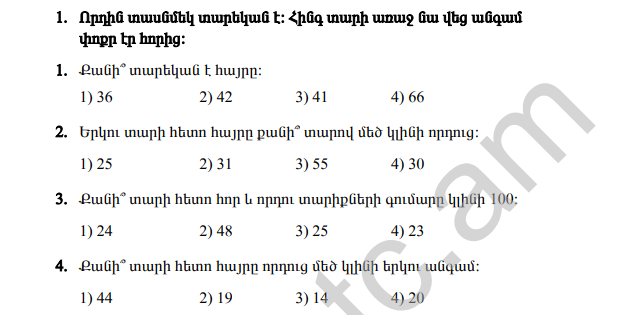 1. Որդին տասնմեկ տարեկան է: Հինգ տարի առաջ նա վեց անգամ
փոքր էր հորից:
1. Քանի՞ տարեկան է հայրը:
1) 36 2) 42 3) 41 4) 66
2. Երկու տարի հետո հայրը քանի՞ տարով մեծ կլինի որդուց:
1) 25 2) 31 3) 55 4) 30
3. Քանի՞ տարի հետո հոր և որդու տարիքների գումարը կլինի 100:
1) 24 2) 48 3) 25 4) 23
4. Քանի՞ տարի հետո հայրը որդուց մեծ կլինի երկու անգամ:
1) 44 2) 19 3) 14 4) 20
tc.am